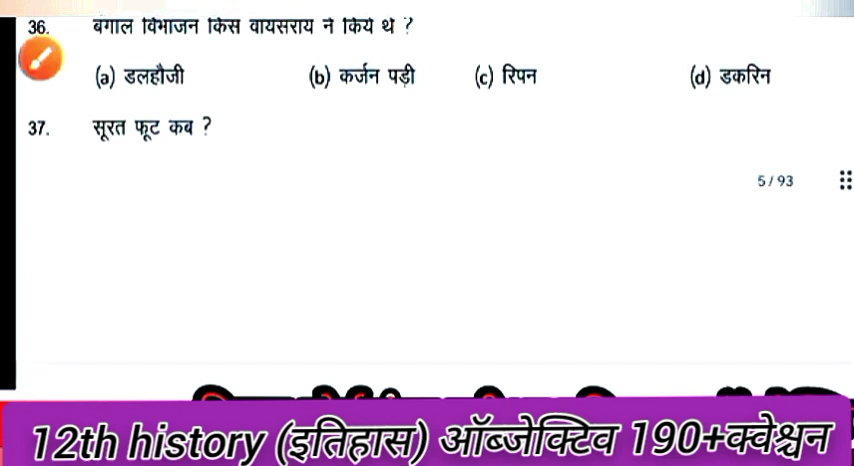 36. बंगाल विभाजन किस वायसराय ने किये थे ?
(a) डलहौजी (b) कर्जन पड़ी (c) रिपन (d) डकरिन
37. सूरत फूट कब ?
5 / 93
12th history (इतिहास) ऑब्जेक्टिव 190+क्वेश्चन